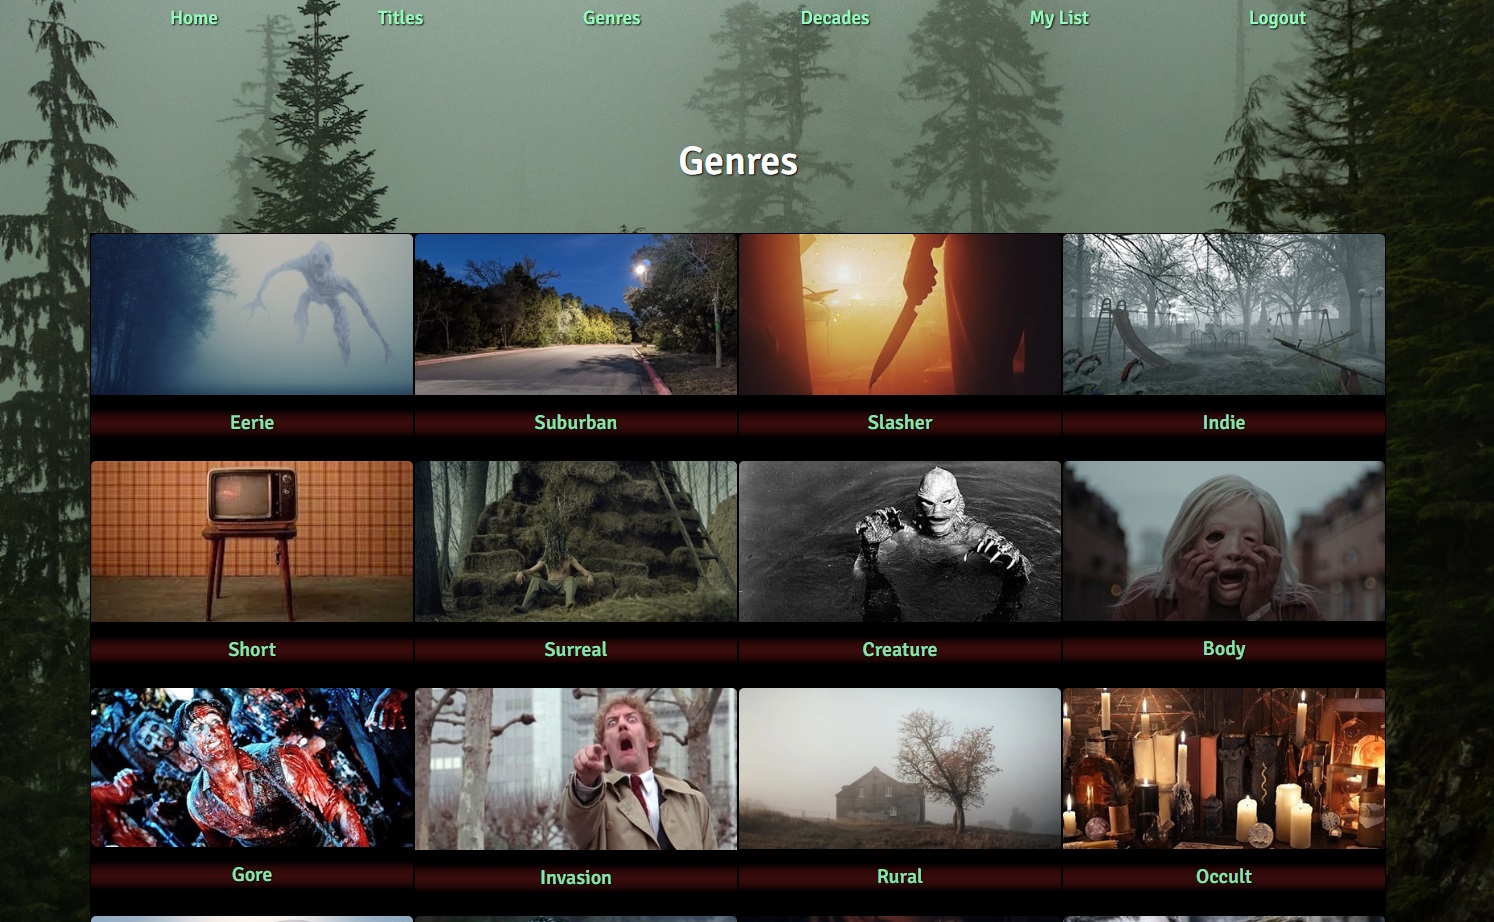 Home Titles Genres Decades My List Logout
Genres
Eerie Suburban Slasher Indie
Short Surreal Creature Body
Gore Invasion Rural Occult